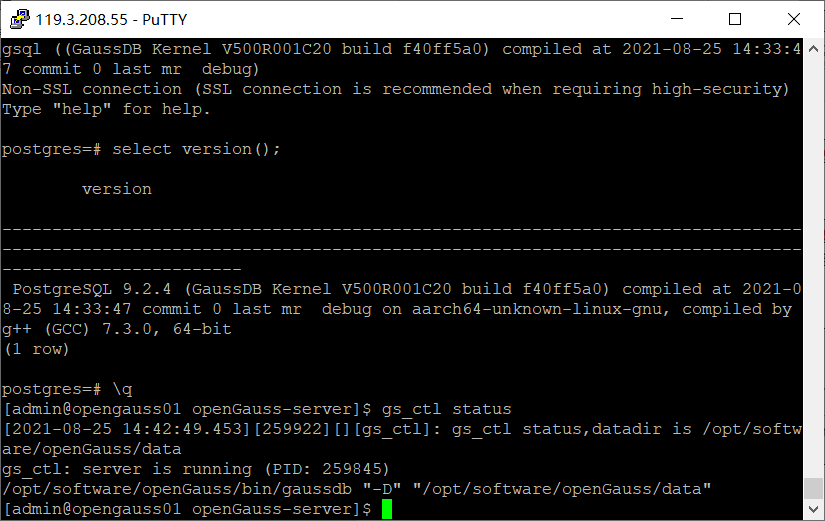 119.3.208.55 - PuTTY
gsql ((GaussDB Kernel V500R001C20 build f40ff5a0) compiled at 2021-08-25 14:33:4
7 commit 0 last mr  debug)
Non-SSL connection (SSL connection is recommended when requiring high-security)
Type "help" for help.
postgres=# select version();
        version
--------------------------------------------------------------------------------
--------------------------------------------------------------------------------
------------------------
 PostgreSQL 9.2.4 (GaussDB Kernel V500R001C20 build f40ff5a0) compiled at 2021-0
8-25 14:33:47 commit 0 last mr  debug on aarch64-unknown-linux-gnu, compiled by
g++ (GCC) 7.3.0, 64-bit
(1 row)
postgres=# \q
[admin@opengauss01 openGauss-server]$ gs_ctl status
[2021-08-25 14:42:49.453][259922][][gs_ctl]: gs_ctl status,datadir is /opt/softw
are/openGauss/data
gs_ctl: server is running (PID: 259845)
/opt/software/openGauss/bin/gaussdb "-D" "/opt/software/openGauss/data"
[admin@opengauss01 openGauss-server]$